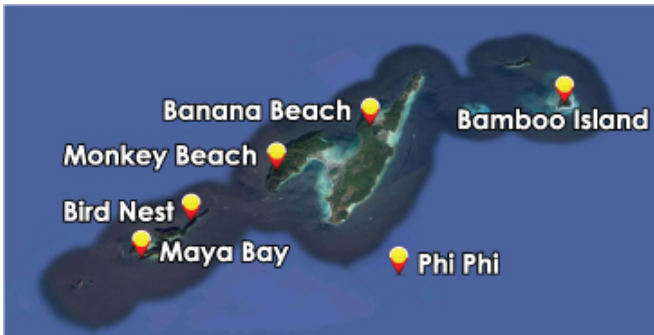 Banana Beach
Bamboo Island
Monkey Beach
Bird Nest
Maya Bay
Phi Phi